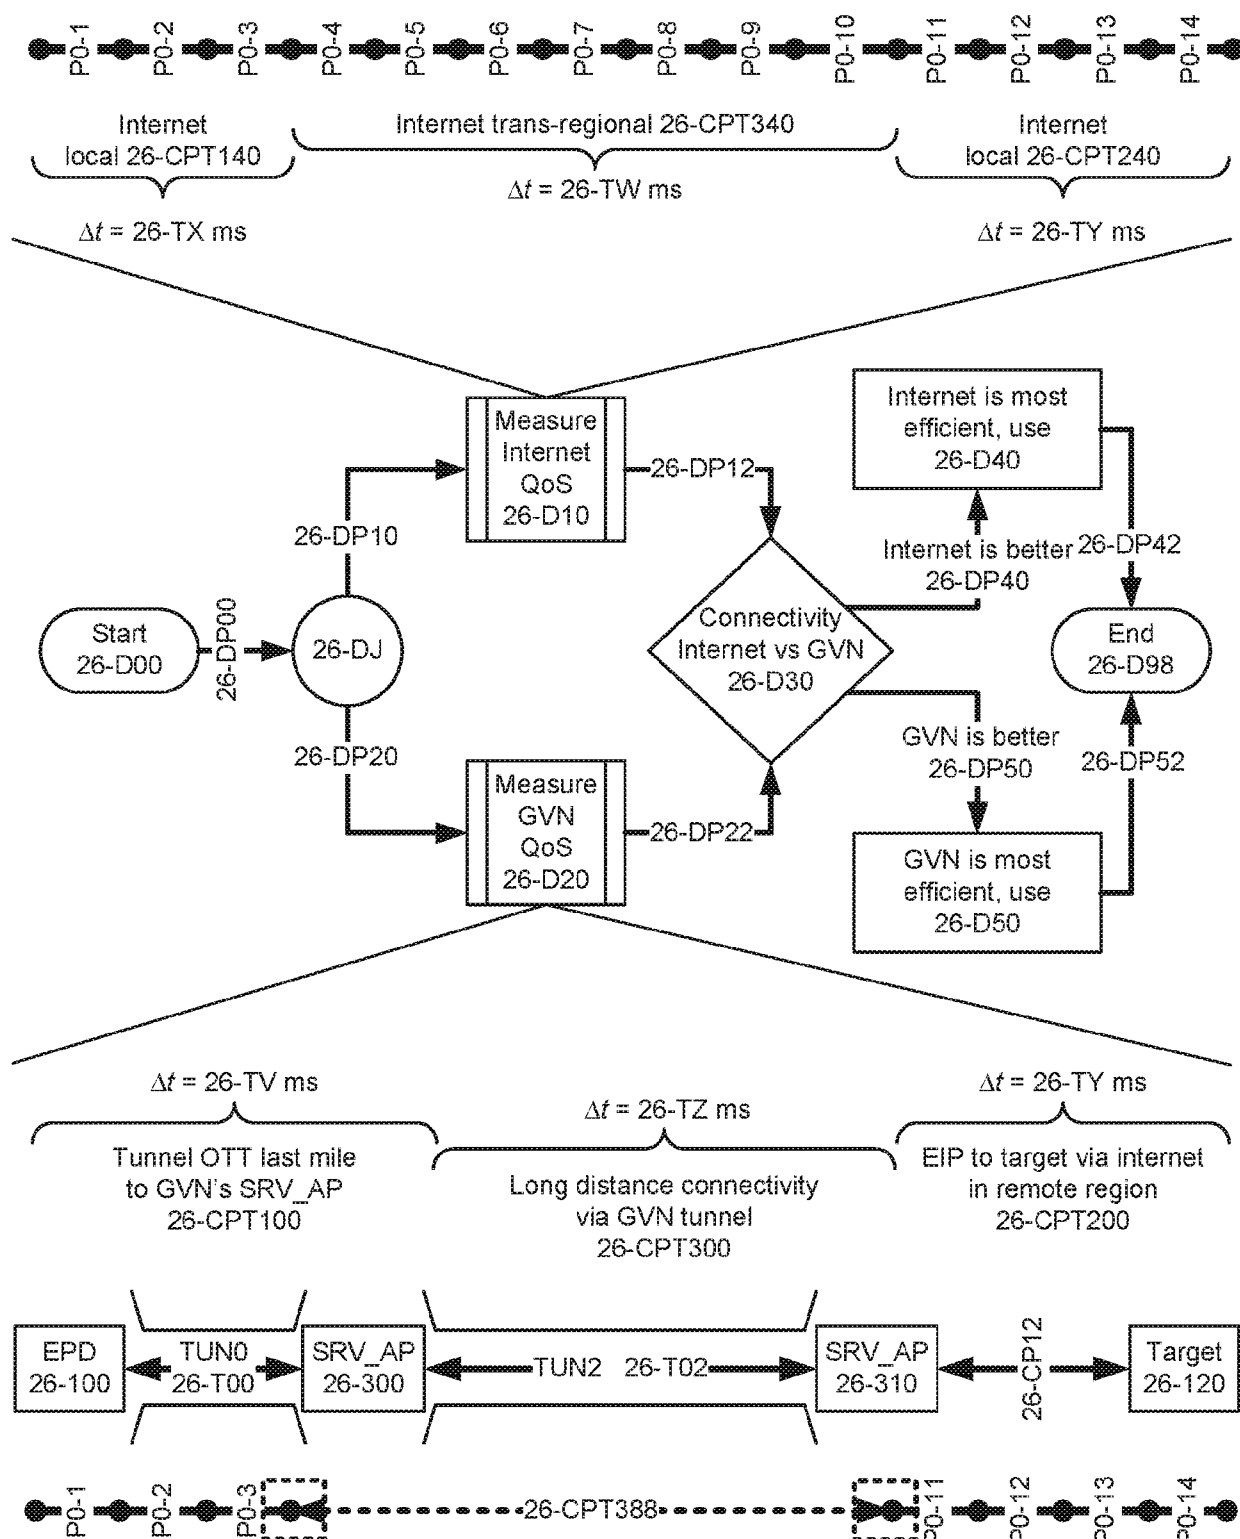 P0-1 P0-2 P0-3 P0-4 P0-5 P0-6 P0-7 P0-8 P0-9 P0-10 P0-11 P0-12 P0-13 P0-14
Internet
local 26-CPT140
Internet trans-regional 26-CPT340
Internet
local 26-CPT240
Δt = 26-TX ms
Δt = 26-TW ms
Δt = 26-TY ms
Measure
Internet
QoS
26-D10
26-DP12
Internet is most
efficient, use
26-D40
26-DP10
Internet is better
26-DP40
26-DP42
Start
26-D00
26-DP00
26-DJ
Connectivity
Internet vs GVN
26-D30
End
26-D98
26-DP20
GVN is better
26-DP50
26-DP52
Measure
GVN
QoS
26-D20
26-DP22
GVN is most
efficient, use
26-D50
Δt = 26-TV ms
Δt = 26-TZ ms
Δt = 26-TY ms
Tunnel OTT last mile
to GVN's SRV_AP
26-CPT100
Long distance connectivity
via GVN tunnel
26-CPT300
EIP to target via internet
in remote region
26-CPT200
EPD
26-100
TUN0
26-T00
SRV_AP
26-300
TUN2 26-T02
SRV_AP
26-310
26-CP12
Target
26-120
P0-1 P0-2 P0-3 26-CPT388 P0-11 P0-12 P0-13 P0-14